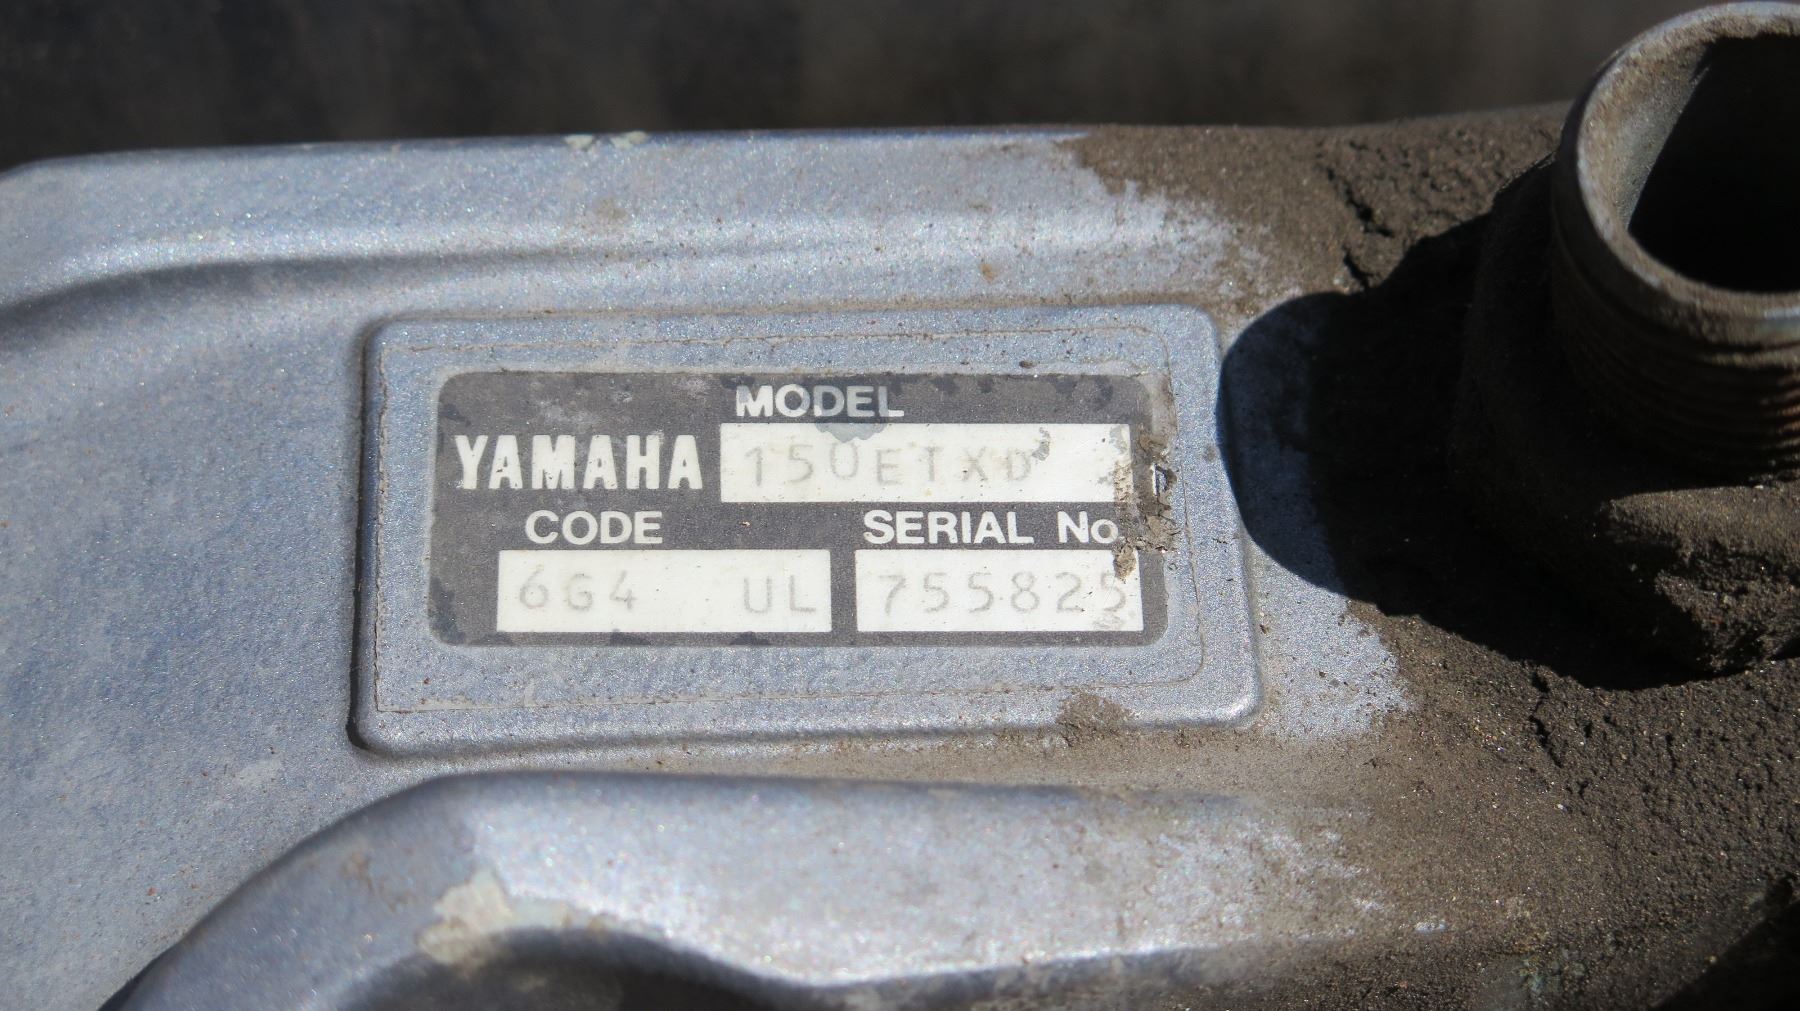 MODEL
YAMAHA 150ETXD
CODE SERIAL No.
6G4 UL 755825